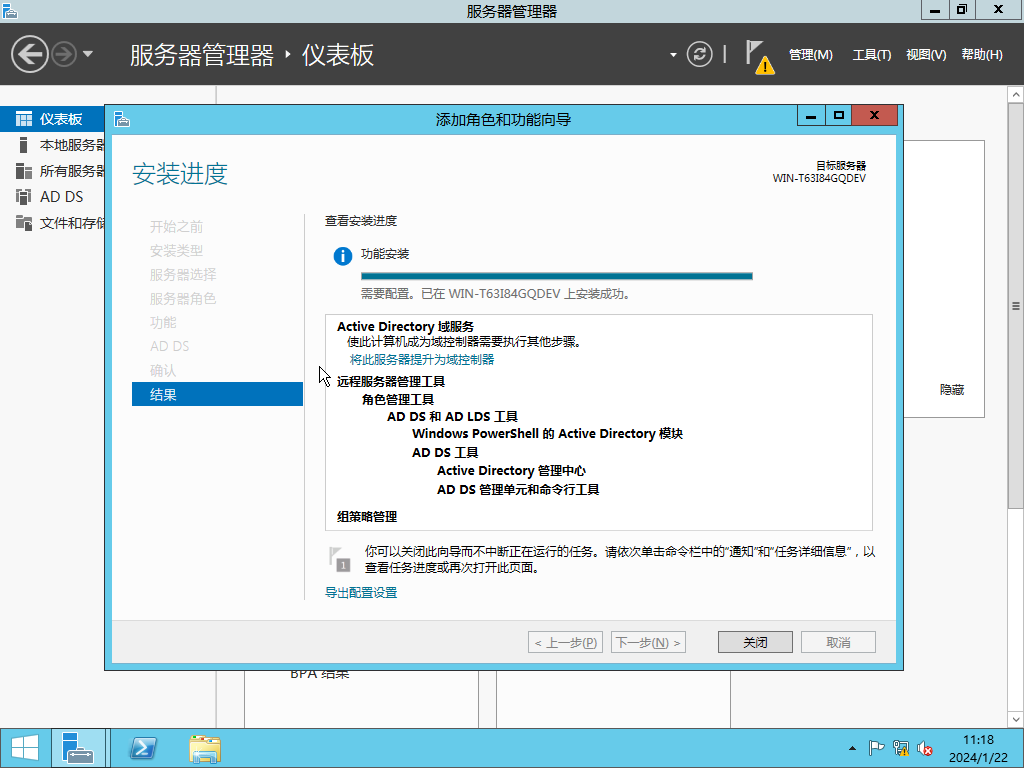 服务器管理器
服务器管理器 ‣ 仪表板
管理(M) 工具(T) 视图(V) 帮助(H)
仪表板
本地服务器
所有服务器
AD DS
文件和存储
添加角色和功能向导
安装进度
目标服务器
WIN-T63I84GQDEV
开始之前
安装类型
服务器选择
服务器角色
功能
AD DS
确认
结果
查看安装进度
功能安装
需要配置。已在 WIN-T63I84GQDEV 上安装成功。
Active Directory 域服务
使此计算机成为域控制器需要执行其他步骤。
将此服务器提升为域控制器
远程服务器管理工具
角色管理工具
AD DS 和 AD LDS 工具
Windows PowerShell 的 Active Directory 模块
AD DS 工具
Active Directory 管理中心
AD DS 管理单元和命令行工具
组策略管理
1
你可以关闭此向导而不中断正在运行的任务。请依次单击命令栏中的"通知"和"任务详细信息"，以
查看任务进度或再次打开此页面。
导出配置设置
< 上一步(P) 下一步(N) > 关闭 取消
隐藏
BPA 结果
11:18
2024/1/22